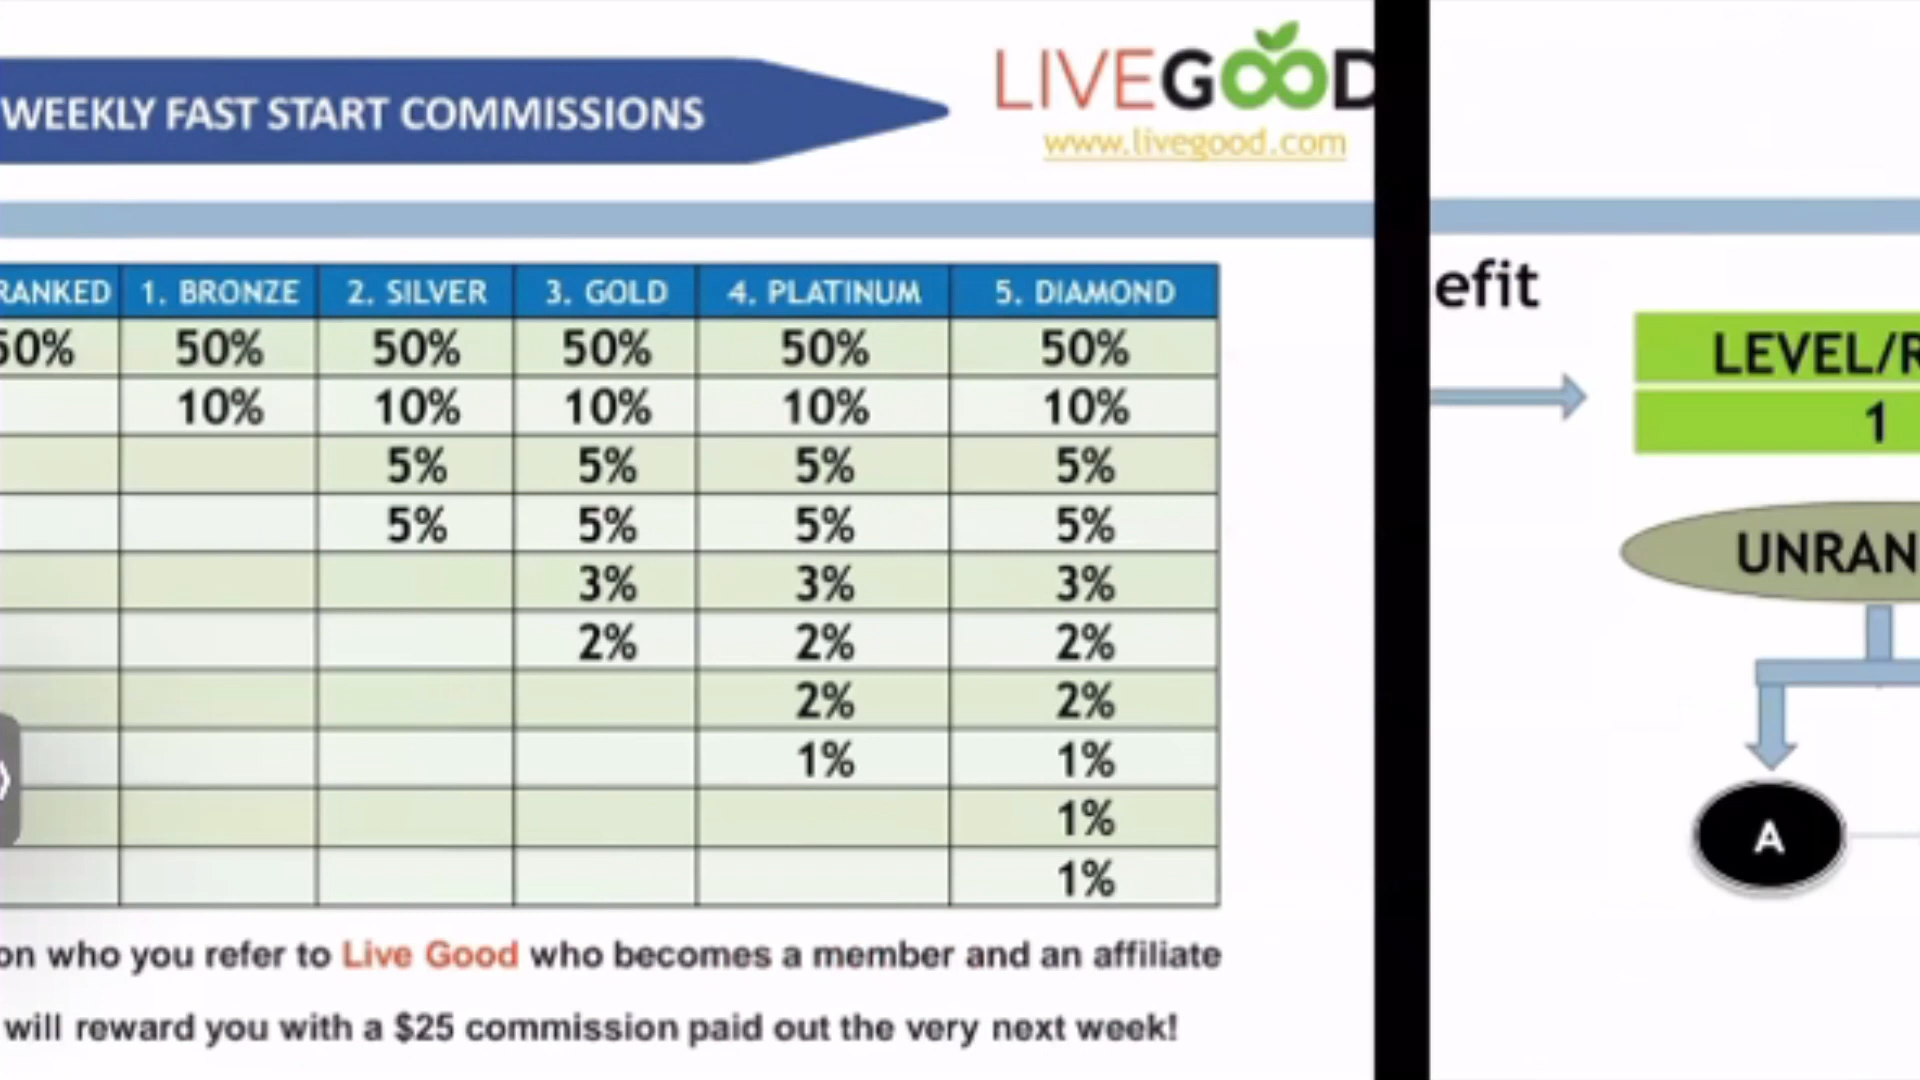 WEEKLY FAST START COMMISSIONS
LIVEGOOD
www.livegood.com
RANKED 1. BRONZE 2. SILVER 3. GOLD 4. PLATINUM 5. DIAMOND
50% 50% 50% 50% 50% 50%
10% 10% 10% 10% 10%
5% 5% 5% 5%
5% 5% 5% 5%
3% 3% 3%
2% 2% 2%
2% 2%
1% 1%
1%
1%
on who you refer to Live Good who becomes a member and an affiliate
will reward you with a $25 commission paid out the very next week!
efit
LEVEL/R
1
UNRAN
A